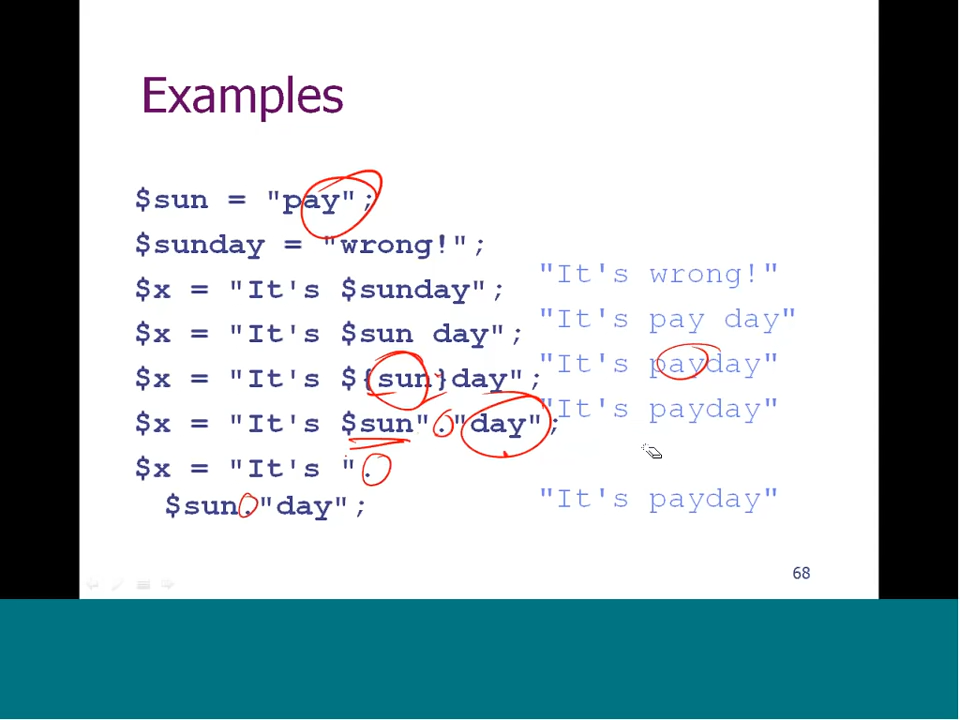 Examples
$sun = "pay";
$sunday = "wrong!";
$x = "It's $sunday";
"It's wrong!"
$x = "It's $sun day";
"It's pay day"
$x = "It's ${sun}day";
"It's payday"
$x = "It's $sun"."day";
"It's payday"
$x = "It's ".
$sun."day";
"It's payday"
68